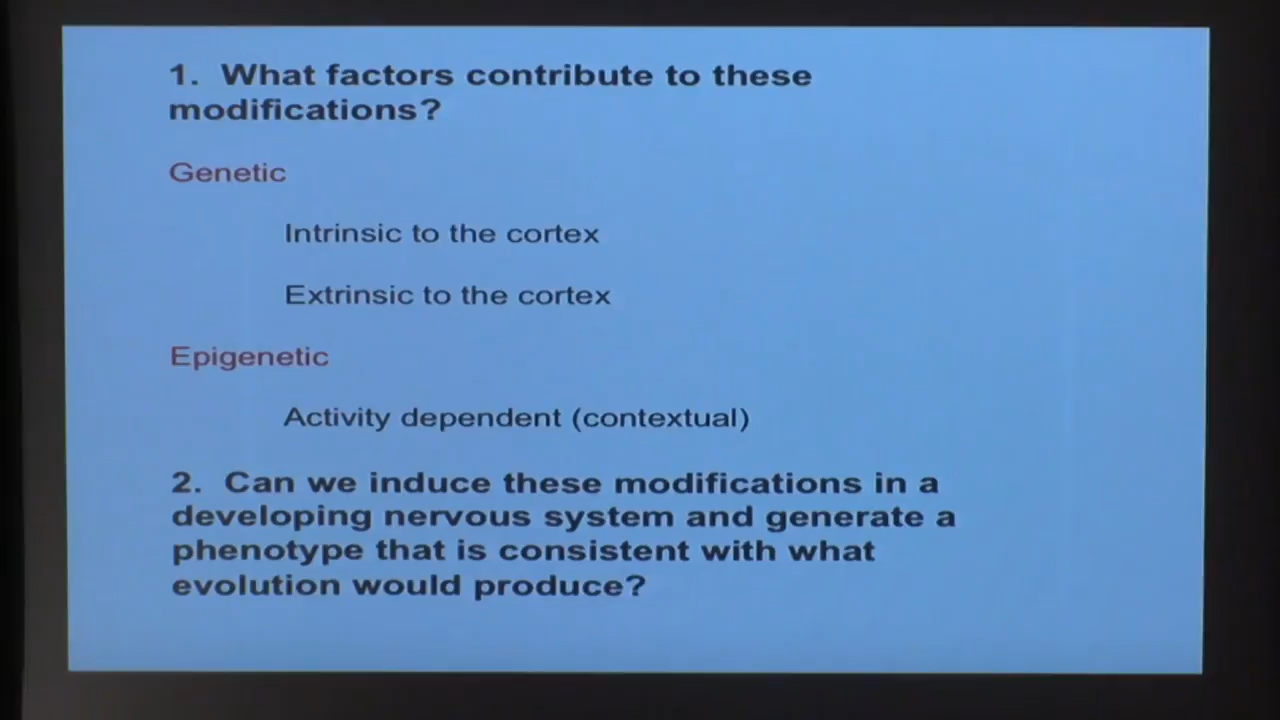 1. What factors contribute to these
modifications?
Genetic
Intrinsic to the cortex
Extrinsic to the cortex
Epigenetic
Activity dependent (contextual)
2. Can we induce these modifications in a
developing nervous system and generate a
phenotype that is consistent with what
evolution would produce?